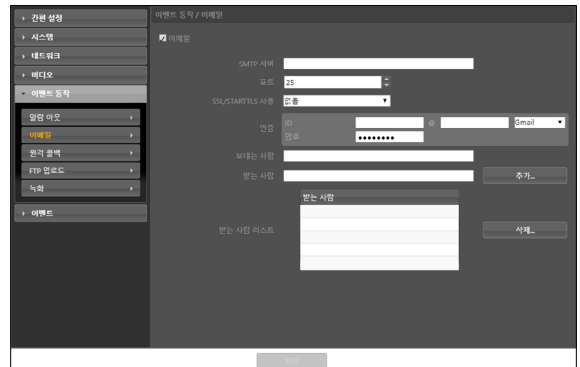 간편 설정
시스템
네트워크
비디오
이벤트 동작
알람 아웃
이메일
원격 콜백
FTP 업로드
녹화
이벤트
이벤트 동작 / 이메일
이메일
SMTP 서버
포트 25
SSL/STARTTLS 사용 없음
인증
ID @ Gmail
암호 ••••••••
보내는 사람
받는 사람 추가...
받는 사람
받는 사람 리스트 삭제...
저장